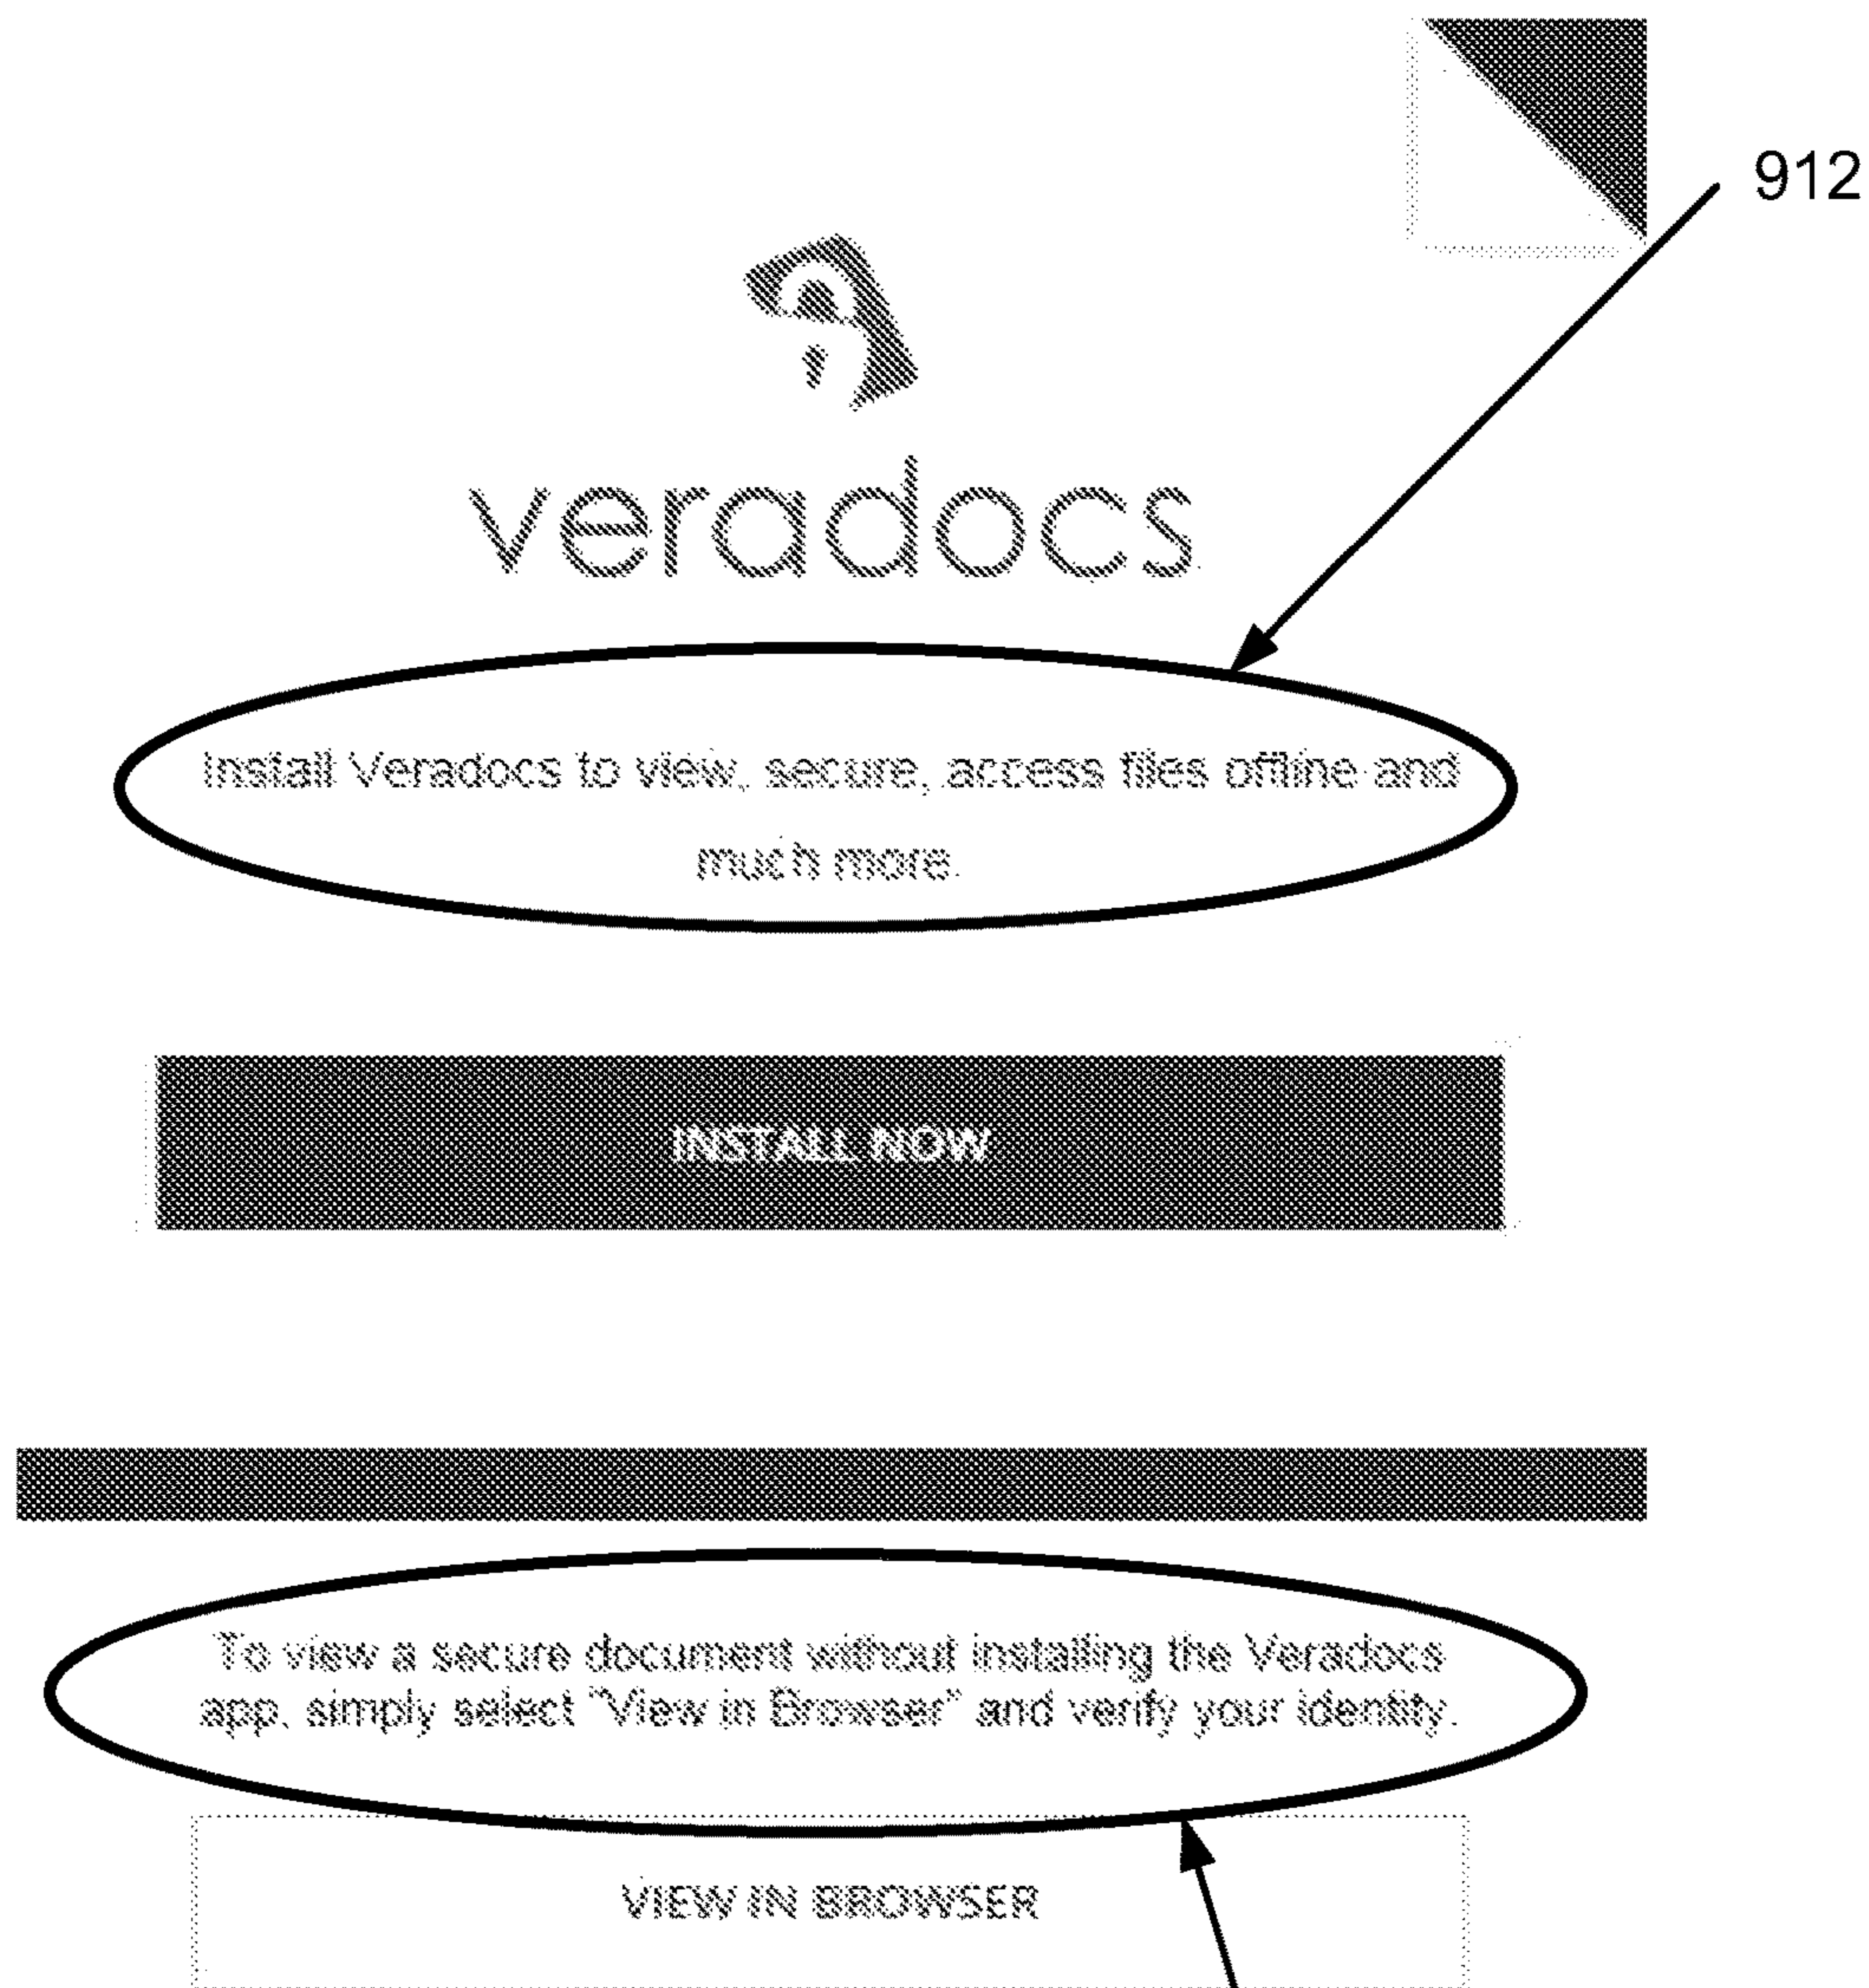 912
veradocs
Install Veradocs to view, secure, access files offline and
much more.
INSTALL NOW
To view a secure document without installing the Veradocs
app, simply select "View in Browser" and verify your identity.
VIEW IN BROWSER